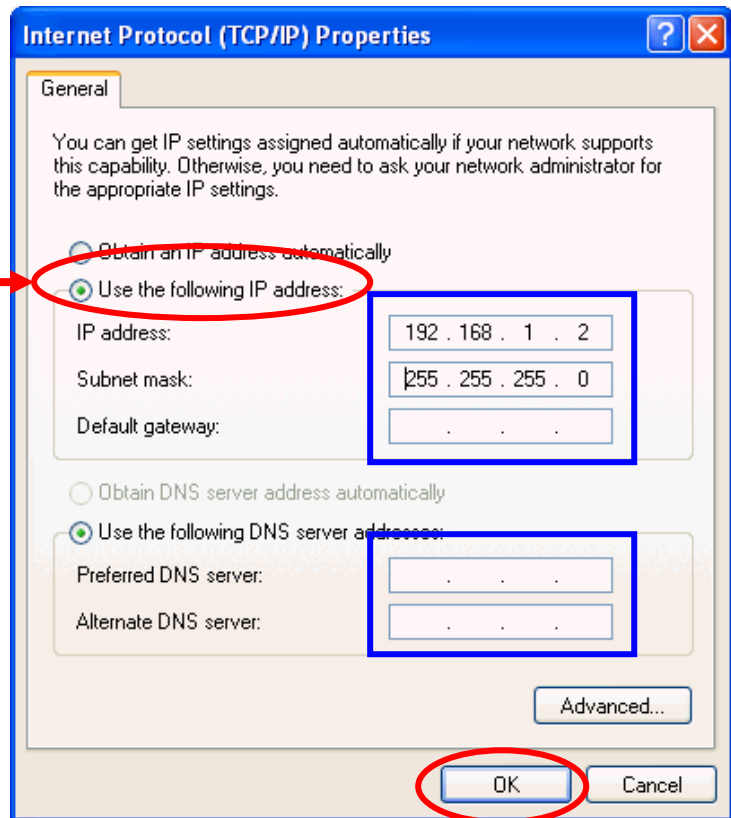 Internet Protocol (TCP/IP) Properties
General
You can get IP settings assigned automatically if your network supports
this capability. Otherwise, you need to ask your network administrator for
the appropriate IP settings.
Obtain an IP address automatically
Use the following IP address:
IP address: 192 . 168 . 1 . 2
Subnet mask: 255 . 255 . 255 . 0
Default gateway: . . .
Obtain DNS server address automatically
Use the following DNS server addresses:
Preferred DNS server: . . .
Alternate DNS server: . . .
Advanced...
OK Cancel